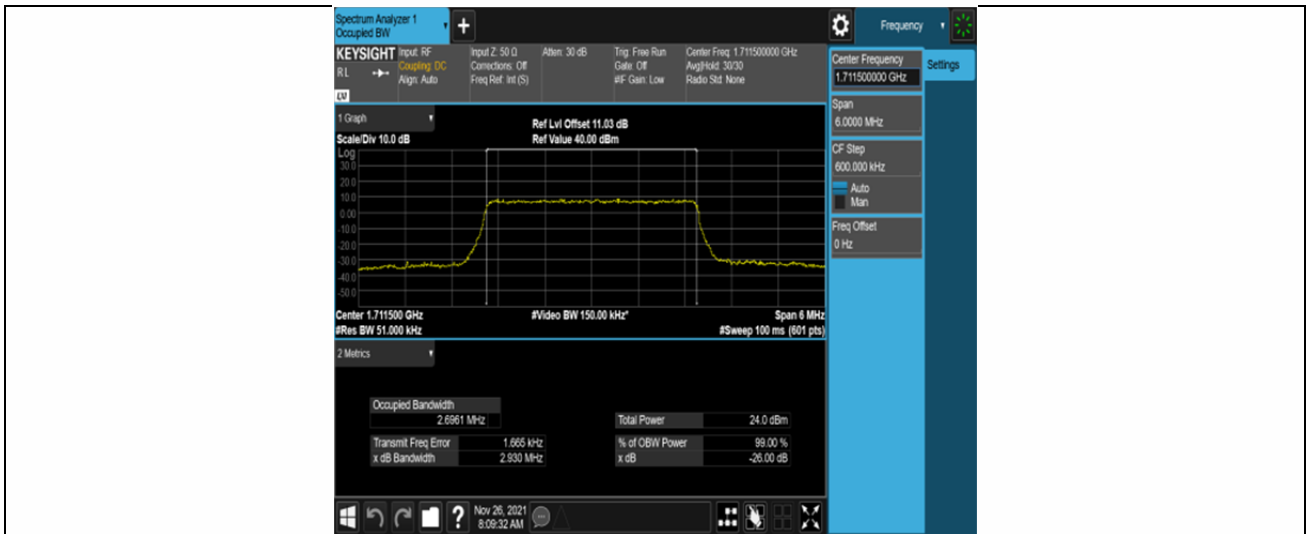 Spectrum Analyzer 1
Occupied BW
+
Frequency
KEYSIGHT
R L
LV
Input: RF
Coupling: DC
Align: Auto
Input Z: 50 Ω
Corrections: Off
Freq Ref: Int (S)
Atten: 30 dB
Trig: Free Run
Gate: Off
#IF Gain: Low
Center Freq: 1.711500000 GHz
Avg|Hold: 30/30
Radio Std: None
Center Frequency
1.711500000 GHz
Settings
Span
6.0000 MHz
CF Step
600.000 kHz
Auto
Man
Freq Offset
0 Hz
1 Graph
Scale/Div 10.0 dB
Ref Lvl Offset 11.03 dB
Ref Value 40.00 dBm
Log
30.0
20.0
10.0
0.00
-10.0
-20.0
-30.0
-40.0
-50.0
Center 1.711500 GHz
#Video BW 150.00 kHz*
Span 6 MHz
#Res BW 51.000 kHz
#Sweep 100 ms (601 pts)
2 Metrics
Occupied Bandwidth
2.6961 MHz
Total Power 24.0 dBm
Transmit Freq Error 1.665 kHz
% of OBW Power 99.00 %
x dB Bandwidth 2.930 MHz
x dB -26.00 dB
?
Nov 26, 2021
8:09:32 AM